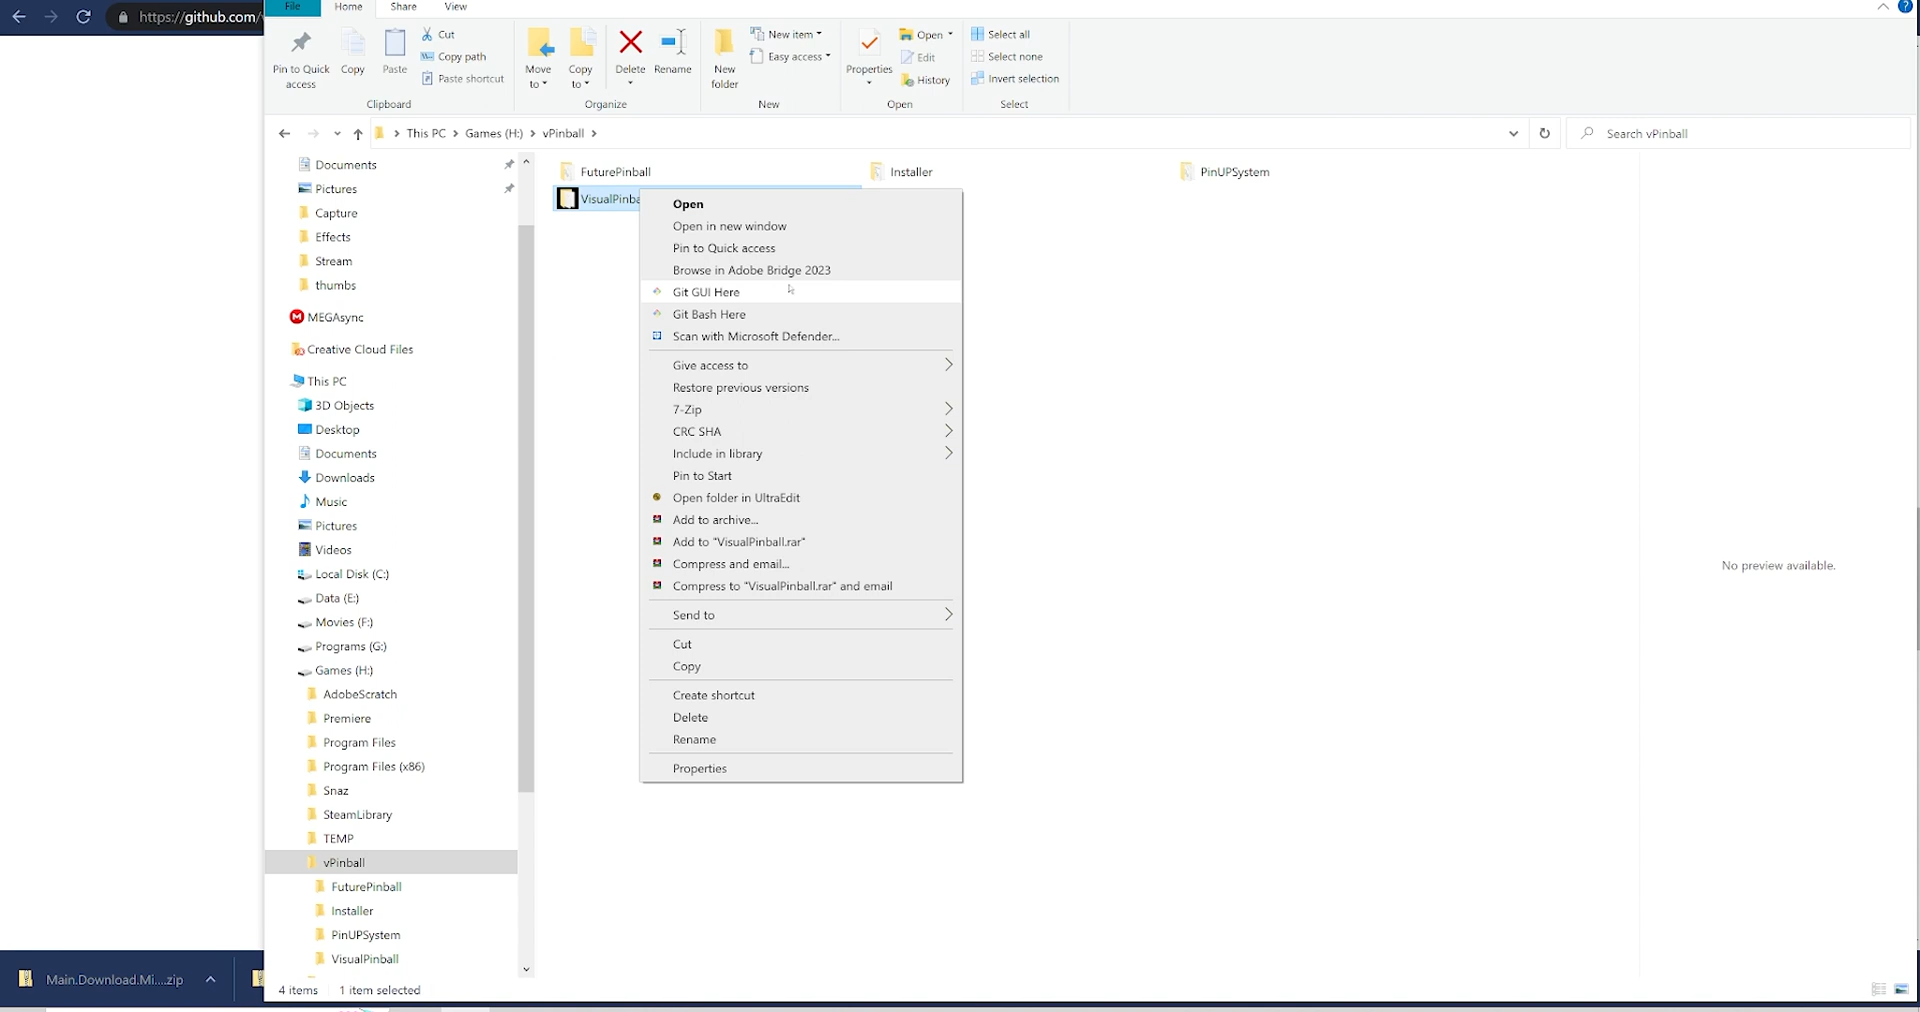 https://github.com/
File Home Share View
Pin to Quick access
Copy
Paste
Cut
Copy path
Paste shortcut
Clipboard
Move to
Copy to
Delete
Rename
Organize
New folder
New item
Easy access
New
Properties
Open
Edit
History
Open
Select all
Select none
Invert selection
Select
This PC > Games (H:) > vPinball >
Search vPinball
Documents
Pictures
Capture
Effects
Stream
thumbs
MEGAsync
Creative Cloud Files
This PC
3D Objects
Desktop
Documents
Downloads
Music
Pictures
Videos
Local Disk (C:)
Data (E:)
Movies (F:)
Programs (G:)
Games (H:)
AdobeScratch
Premiere
Program Files
Program Files (x86)
Snaz
SteamLibrary
TEMP
vPinball
FuturePinball
Installer
PinUPSystem
VisualPinball
FuturePinball
Installer
PinUPSystem
VisualPinba
Open
Open in new window
Pin to Quick access
Browse in Adobe Bridge 2023
Git GUI Here
Git Bash Here
Scan with Microsoft Defender...
Give access to
Restore previous versions
7-Zip
CRC SHA
Include in library
Pin to Start
Open folder in UltraEdit
Add to archive...
Add to "VisualPinball.rar"
Compress and email...
Compress to "VisualPinball.rar" and email
Send to
Cut
Copy
Create shortcut
Delete
Rename
Properties
No preview available.
Main.Download.Mi....zip
4 items 1 item selected